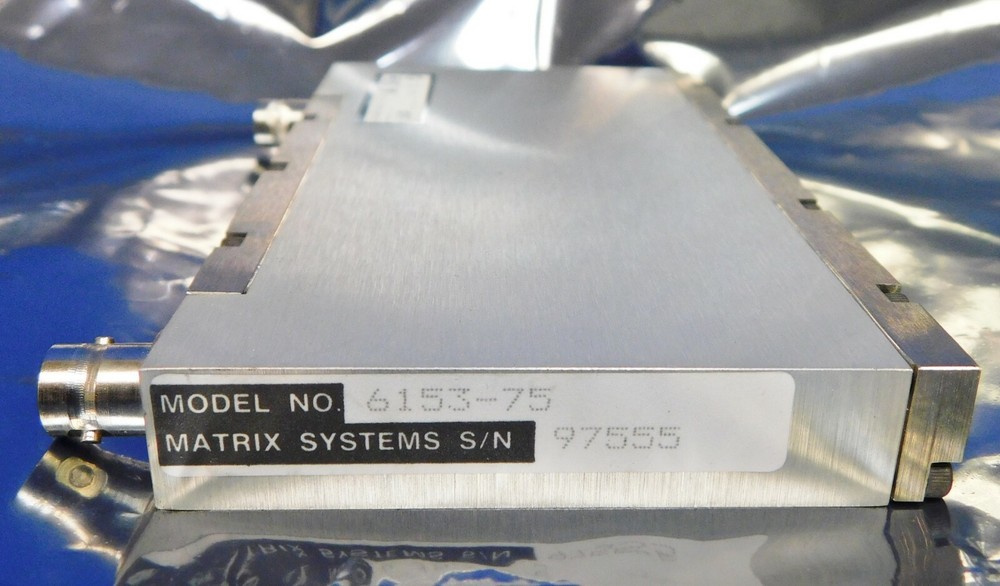 MODEL NO. 6153-75
MATRIX SYSTEMS S/N 97555